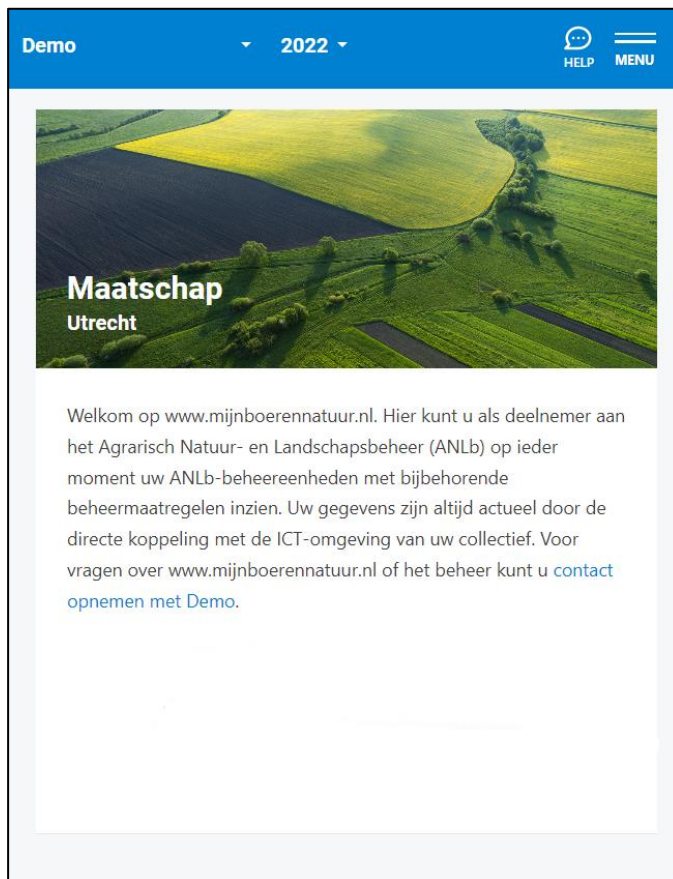 Demo 2022 HELP MENU
Maatschap
Utrecht
Welkom op www.mijnboerennatuur.nl. Hier kunt u als deelnemer aan
het Agrarisch Natuur- en Landschapsbeheer (ANLb) op ieder
moment uw ANLb-beheereenheden met bijbehorende
beheermaatregelen inzien. Uw gegevens zijn altijd actueel door de
directe koppeling met de ICT-omgeving van uw collectief. Voor
vragen over www.mijnboerennatuur.nl of het beheer kunt u contact
opnemen met Demo.